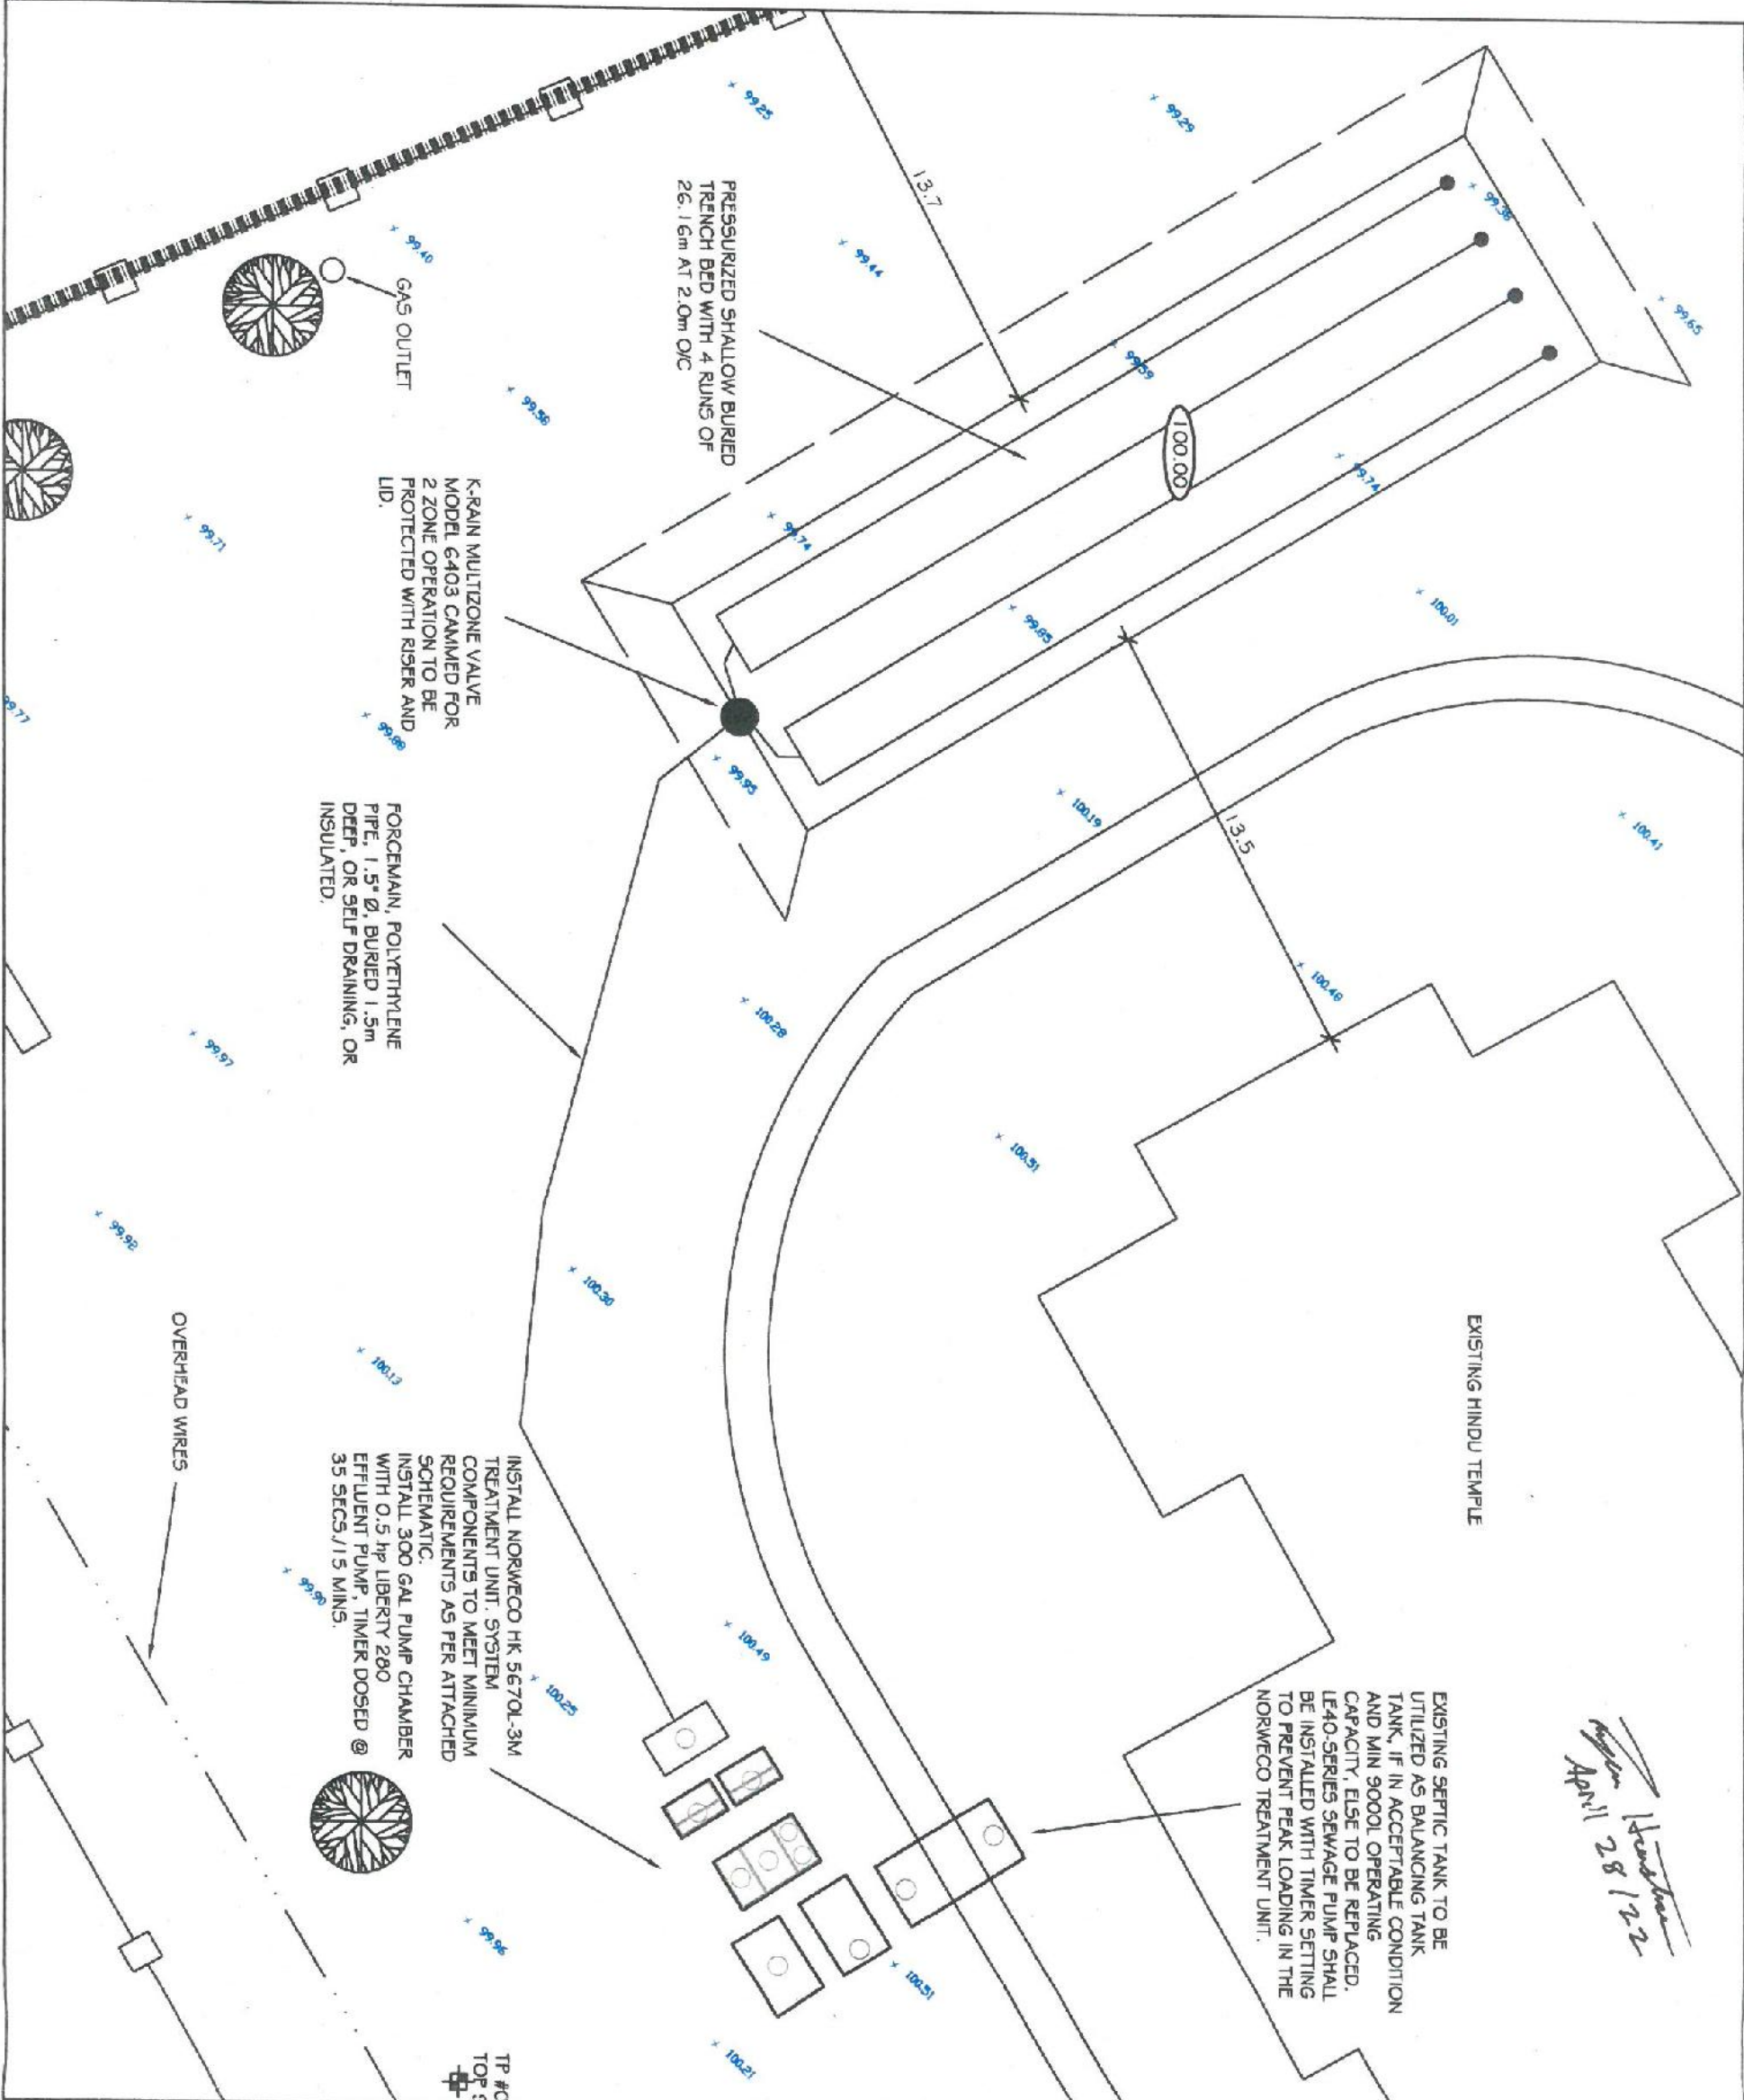 April 28/22
EXISTING HINDU TEMPLE
EXISTING SEPTIC TANK TO BE
UTILIZED AS BALANCING TANK
TANK, IF IN ACCEPTABLE CONDITION
AND MIN 9000L OPERATING
CAPACITY, ELSE TO BE REPLACED.
LE40-SERIES SEWAGE PUMP SHALL
BE INSTALLED WITH TIMER SETTING
TO PREVENT PEAK LOADING IN THE
NORWECO TREATMENT UNIT.
99.65
100.41
100.01
99.38
99.74
100.48
100.00
13.5
99.29
99.59
100.19
99.85
100.51
13.7
99.44
99.74
100.28
99.25
99.95
100.49
100.51
100.21
PRESSURIZED SHALLOW BURIED
TRENCH BED WITH 4 RUNS OF
26.16m AT 2.0m O/C
100.30
99.58
100.25
INSTALL NORWECO HK 5670L-3M
TREATMENT UNIT. SYSTEM
COMPONENTS TO MEET MINIMUM
REQUIREMENTS AS PER ATTACHED
SCHEMATIC.
INSTALL 300 GAL PUMP CHAMBER
WITH 0.5 hp LIBERTY 280
EFFLUENT PUMP, TIMER DOSED @
35 SECS./15 MINS.
K-RAIN MULTIZONE VALVE
MODEL 6403 CAMMED FOR
2 ZONE OPERATION TO BE
PROTECTED WITH RISER AND
LID.
99.96
TP #
TOP
99.40
GAS OUTLET
99.88
FORCEMAIN, POLYETHYLENE
PIPE, 1.5" Ø, BURIED 1.5m
DEEP, OR SELF DRAINING, OR
INSULATED.
100.13
99.90
99.71
99.97
OVERHEAD WIRES
99.92
99.77